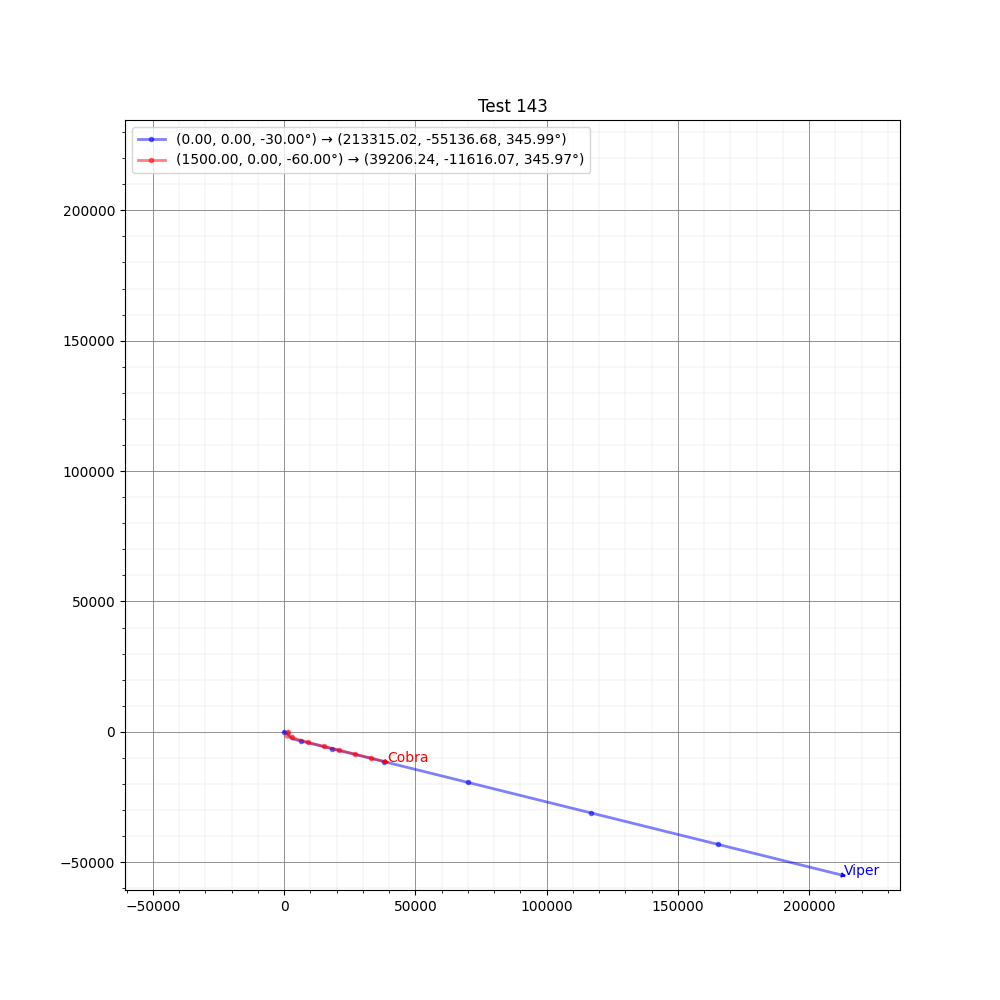 Test 143
(0.00, 0.00, -30.00°) → (213315.02, -55136.68, 345.99°)
(1500.00, 0.00, -60.00°) → (39206.24, -11616.07, 345.97°)
200000
150000
100000
50000
0
−50000
Cobra
Viper
−50000 0 50000 100000 150000 200000